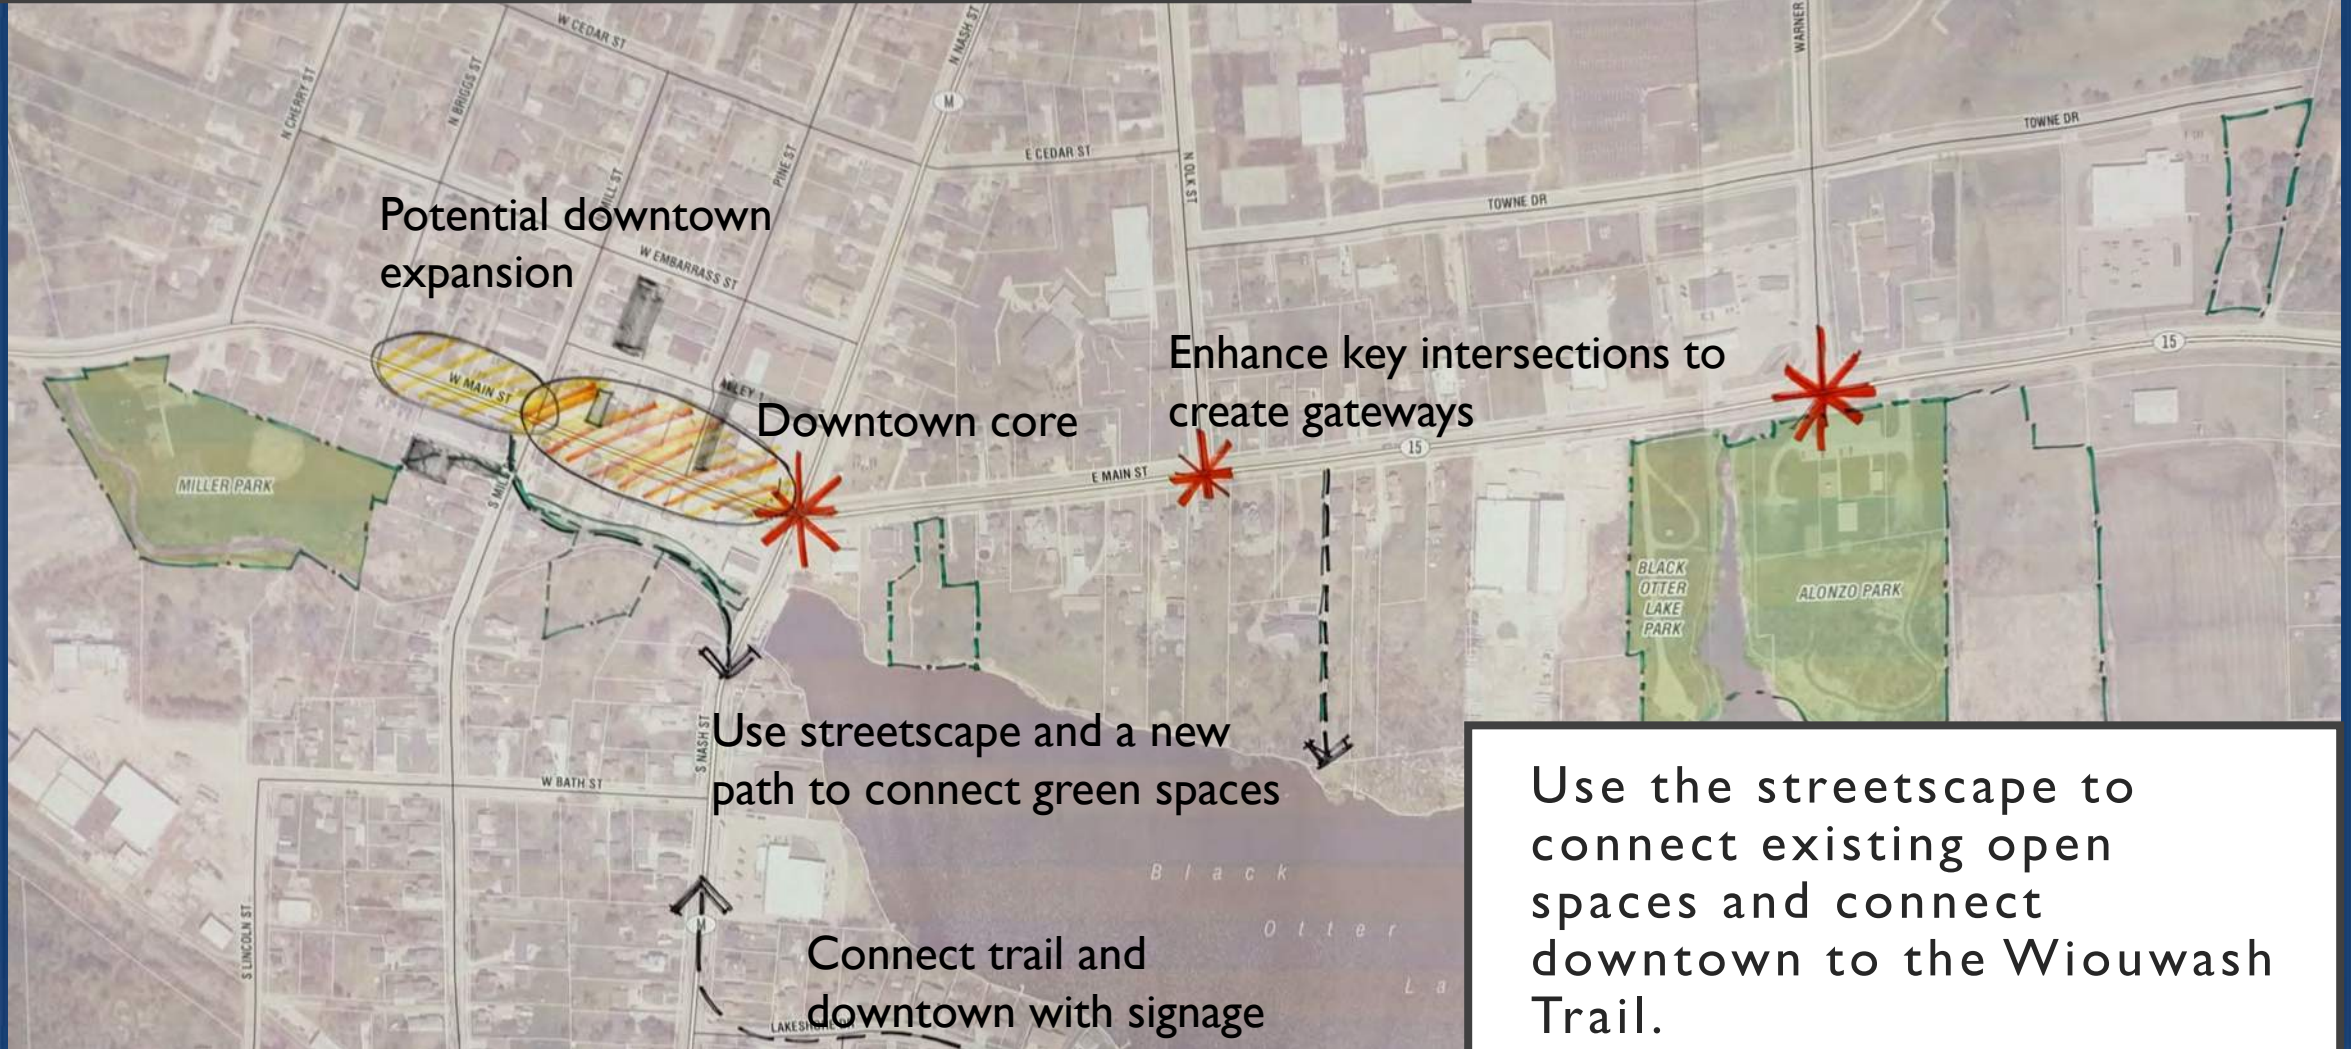 W CEDAR ST
N NASH ST
WARNER
N CHERRY ST
N BRIGGS ST
M
TOWNE DR
E CEDAR ST
PINE ST
N OLK ST
MILL ST
TOWNE DR
Potential downtown
expansion
W EMBARRASS ST
Enhance key intersections to
create gateways
15
W MAIN ST
ALLEY
Downtown core
15
E MAIN ST
MILLER PARK
S MIL
BLACK
OTTER
LAKE
PARK
ALONZO PARK
Use streetscape and a new
path to connect green spaces
S NASH ST
W BATH ST
Use the streetscape to
connect existing open
spaces and connect
downtown to the Wiouwash
Trail.
Black
Otter
La
S LINCOLN ST
M
Connect trail and
downtown with signage
LAKESHORE DR